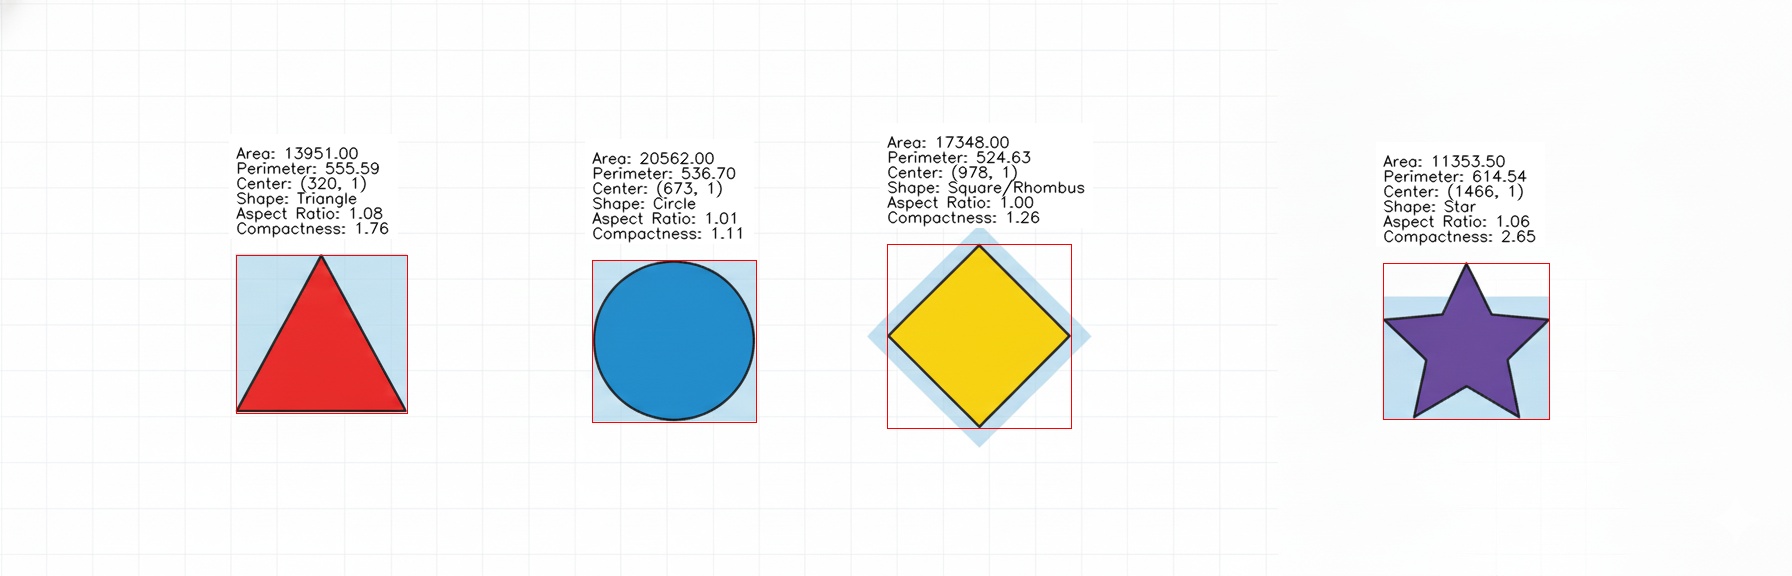 Area: 13951.00
Perimeter: 555.59
Center: (320, 1)
Shape: Triangle
Aspect Ratio: 1.08
Compactness: 1.76
Area: 20562.00
Perimeter: 536.70
Center: (673, 1)
Shape: Circle
Aspect Ratio: 1.01
Compactness: 1.11
Area: 17348.00
Perimeter: 524.63
Center: (978, 1)
Shape: Square/Rhombus
Aspect Ratio: 1.00
Compactness: 1.26
Area: 11353.50
Perimeter: 614.54
Center: (1466, 1)
Shape: Star
Aspect Ratio: 1.06
Compactness: 2.65